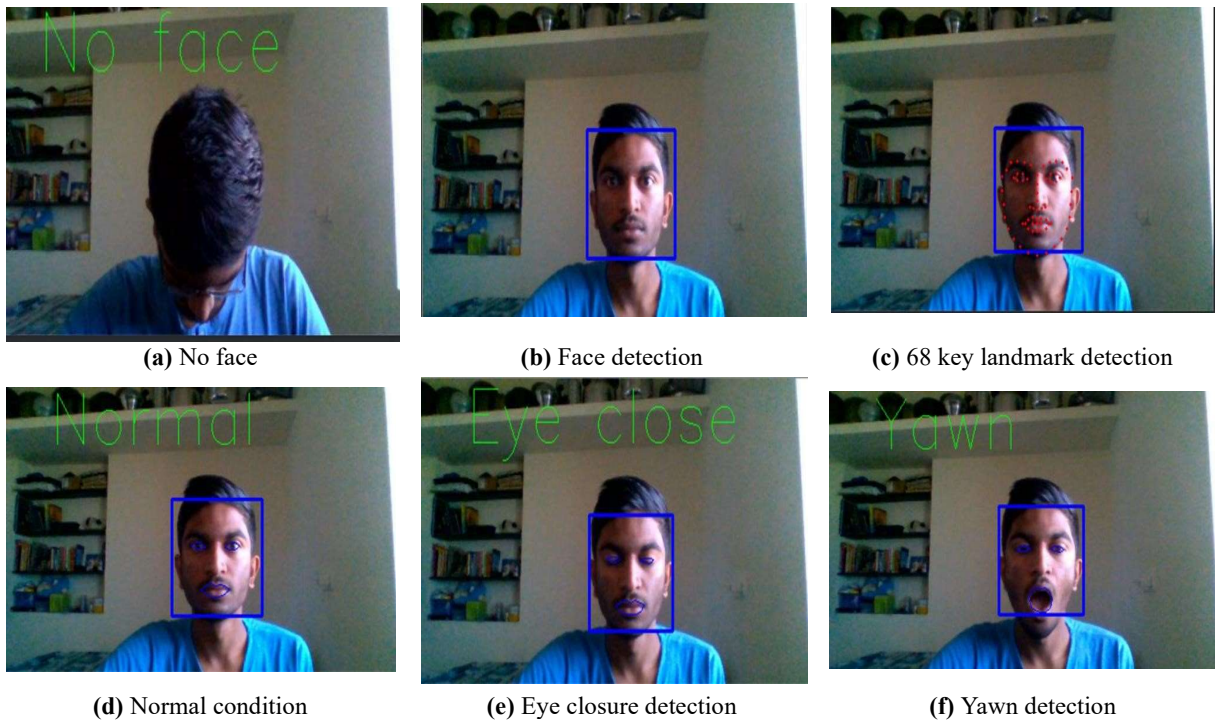 No face
(a) No face
(b) Face detection
(c) 68 key landmark detection
Normal
Eye close
Yawn
(d) Normal condition
(e) Eye closure detection
(f) Yawn detection